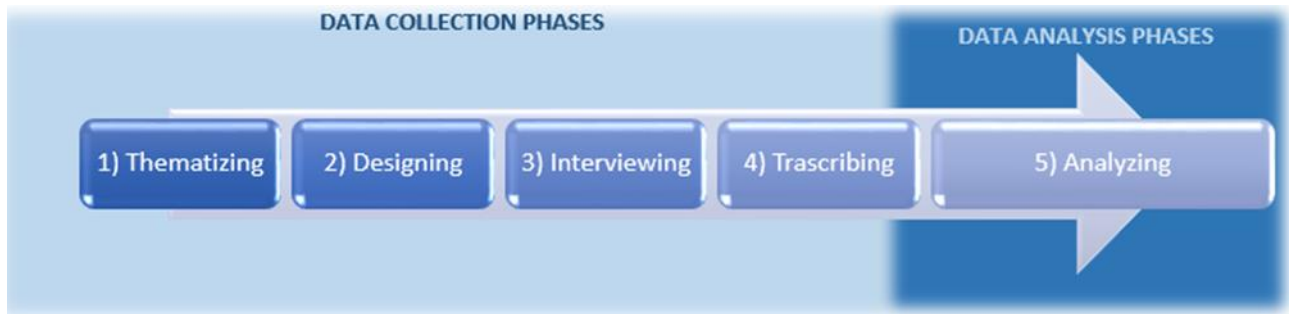 DATA COLLECTION PHASES
DATA ANALYSIS PHASES
1) Thematizing
2) Designing
3) Interviewing
4) Trascribing
5) Analyzing